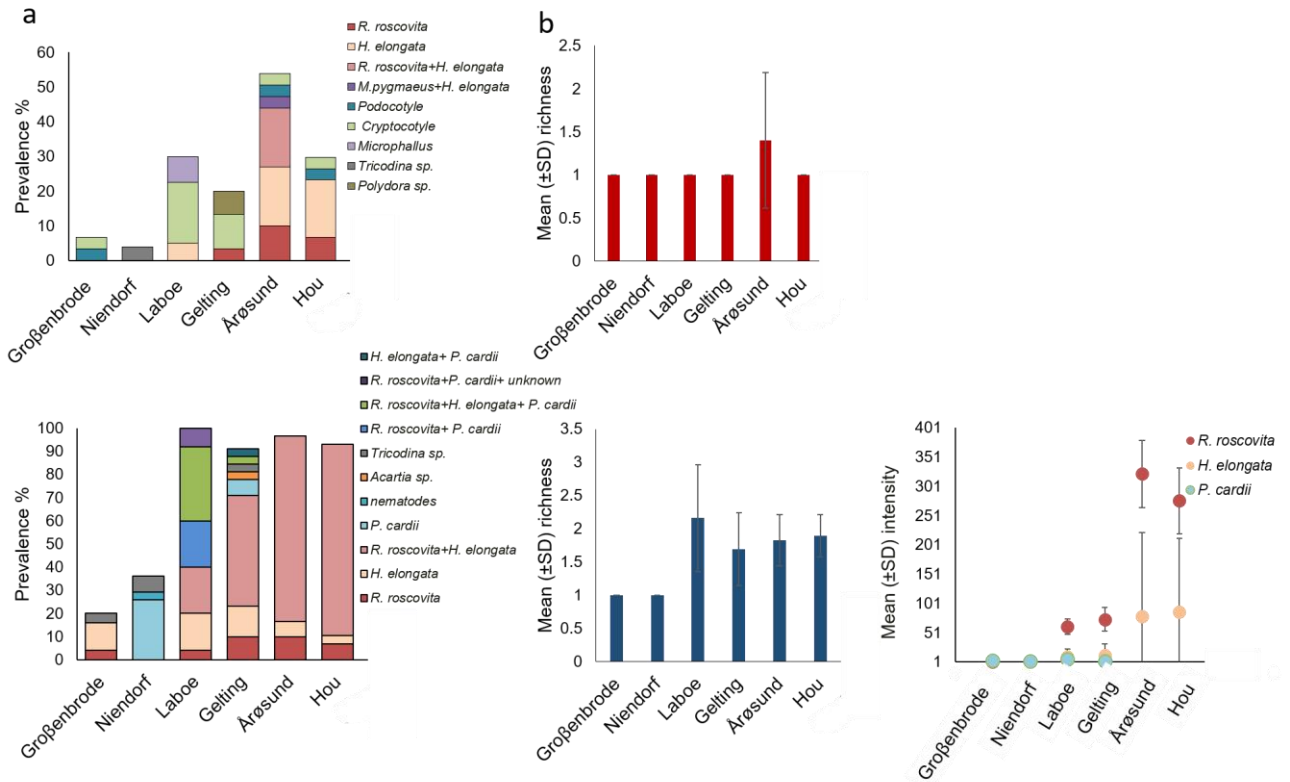 a
R. roscovita
H. elongata
R. roscovita+H. elongata
M.pygmaeus+H. elongata
Podocotyle
Cryptocotyle
Microphallus
Tricodina sp.
Polydora sp.
Prevalence %
60
50
40
30
20
10
0
Großenbrode
Niendorf
Laboe
Gelting
Årøsund
Hou
b
Mean (±SD) richness
2.5
2
1.5
1
0.5
0
Großenbrode
Niendorf
Laboe
Gelting
Årøsund
Hou
H. elongata+ P. cardii
R. roscovita+P. cardii+ unknown
R. roscovita+H. elongata+ P. cardii
R. roscovita+ P. cardii
Tricodina sp.
Acartia sp.
nematodes
P. cardii
R. roscovita+H. elongata
H. elongata
R. roscovita
Prevalence %
100
90
80
70
60
50
40
30
20
10
0
Großenbrode
Niendorf
Laboe
Gelting
Årøsund
Hou
Mean (±SD) richness
3.5
3
2.5
2
1.5
1
0.5
0
Großenbrode
Niendorf
Laboe
Gelting
Årøsund
Hou
Mean (±SD) intensity
401
351
301
251
201
151
101
51
1
R. roscovita
H. elongata
P. cardii
Großenbrode
Niendorf
Laboe
Gelting
Årøsund
Hou